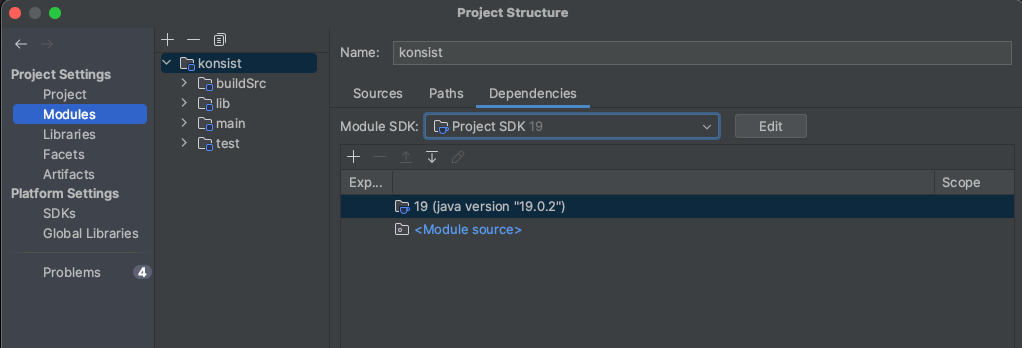 Project Structure
Project Settings
Project
Modules
Libraries
Facets
Artifacts
Platform Settings
SDKs
Global Libraries
Problems 4
konsist
buildSrc
lib
main
test
Name: konsist
Sources Paths Dependencies
Module SDK: Project SDK 19 Edit
Exp... Scope
19 (java version "19.0.2")
<Module source>